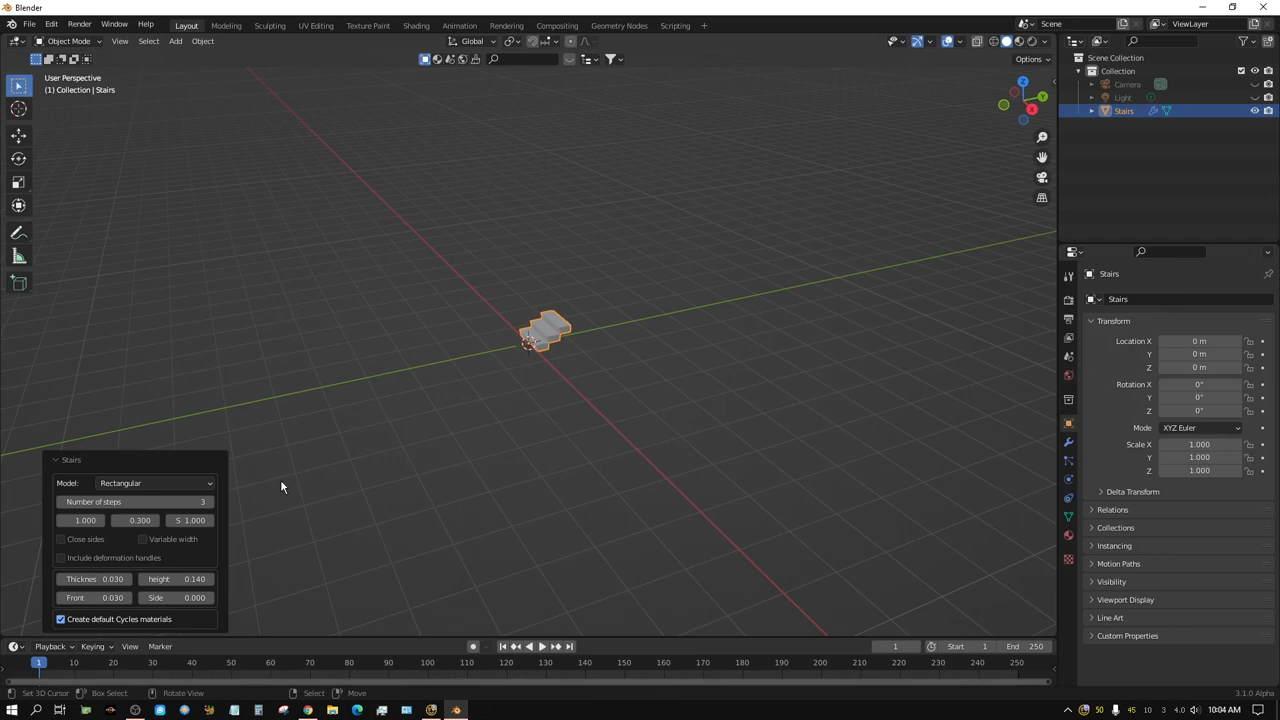 Blender
File Edit Render Window Help Layout Modeling Sculpting UV Editing Texture Paint Shading Animation Rendering Compositing Geometry Nodes Scripting + Scene ViewLayer
Object Mode View Select Add Object Global
Options
User Perspective
(1) Collection | Stairs
Z
Y
X
Scene Collection
Collection
Camera
Light
Stairs
Stairs
Stairs
Transform
Location X 0 m
Y 0 m
Z 0 m
Rotation X 0°
Y 0°
Z 0°
Mode XYZ Euler
Scale X 1.000
Y 1.000
Z 1.000
Delta Transform
Relations
Collections
Instancing
Motion Paths
Visibility
Viewport Display
Line Art
Custom Properties
Stairs
Model: Rectangular
Number of steps 3
1.000 0.300 S 1.000
Close sides Variable width
Include deformation handles
Thicknes 0.030 height 0.140
Front 0.030 Side 0.000
Create default Cycles materials
Playback Keying View Marker 1 Start 1 End 250
1 10 20 30 40 50 60 70 80 90 100 110 120 130 140 150 160 170 180 190 200 210 220 230 240 250
Set 3D Cursor Box Select Rotate View Select Move 3.1.0 Alpha
50 45 10 3 4.0 10:04 AM